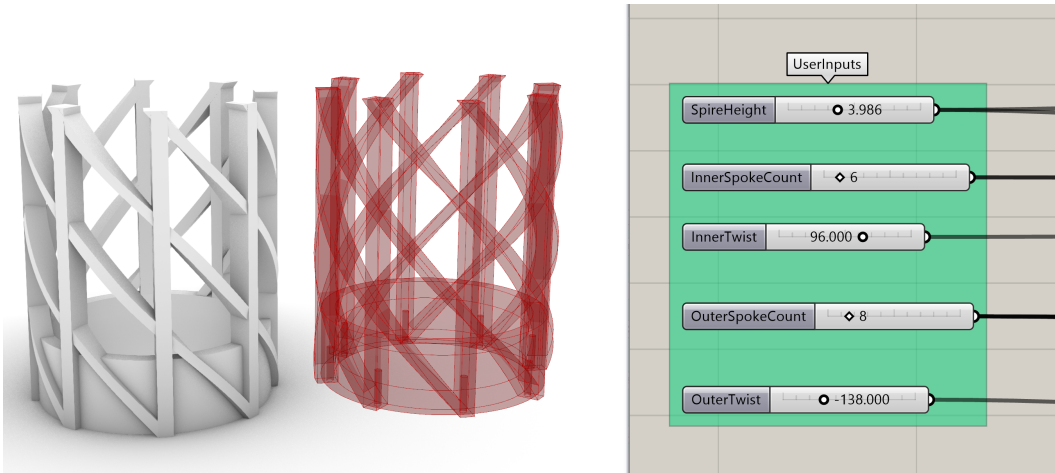 UserInputs
SpireHeight 3.986
InnerSpokeCount 6
InnerTwist 96.000
OuterSpokeCount 8
OuterTwist -138.000